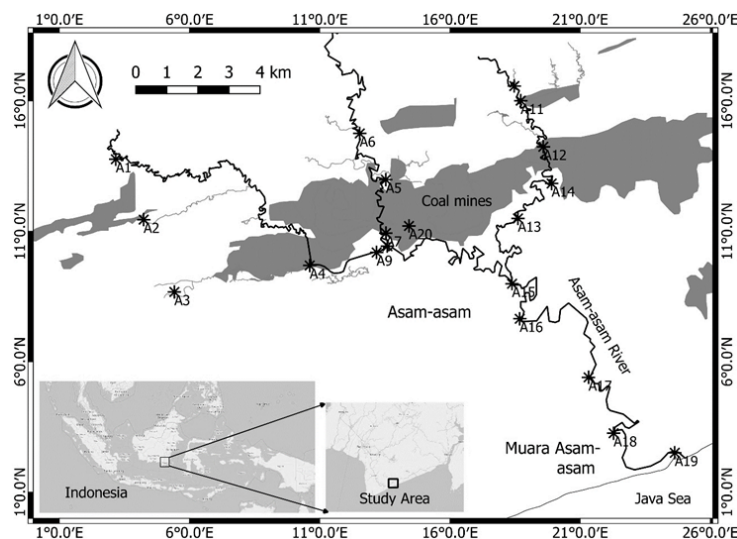 1°0.0'E
6°0.0'E
11°0.0'E
16°0.0'E
21°0.0'E
26°0.0'E
0 1 2 3 4 km
16°0.0'N
16°0.0'N
A11
A6
A12
A1
A5
A14
Coal mines
A2
A13
A20
11°0.0'N
11°0.0'N
A7
A9
A4
A3
A15
Asam-asam
A16
Asam-asam River
6°0.0'N
6°0.0'N
A17
A18
Muara Asam-
asam
A19
Indonesia
Study Area
Java Sea
1°0.0'N
1°0.0'N
1°0.0'E
6°0.0'E
11°0.0'E
16°0.0'E
21°0.0'E
26°0.0'E